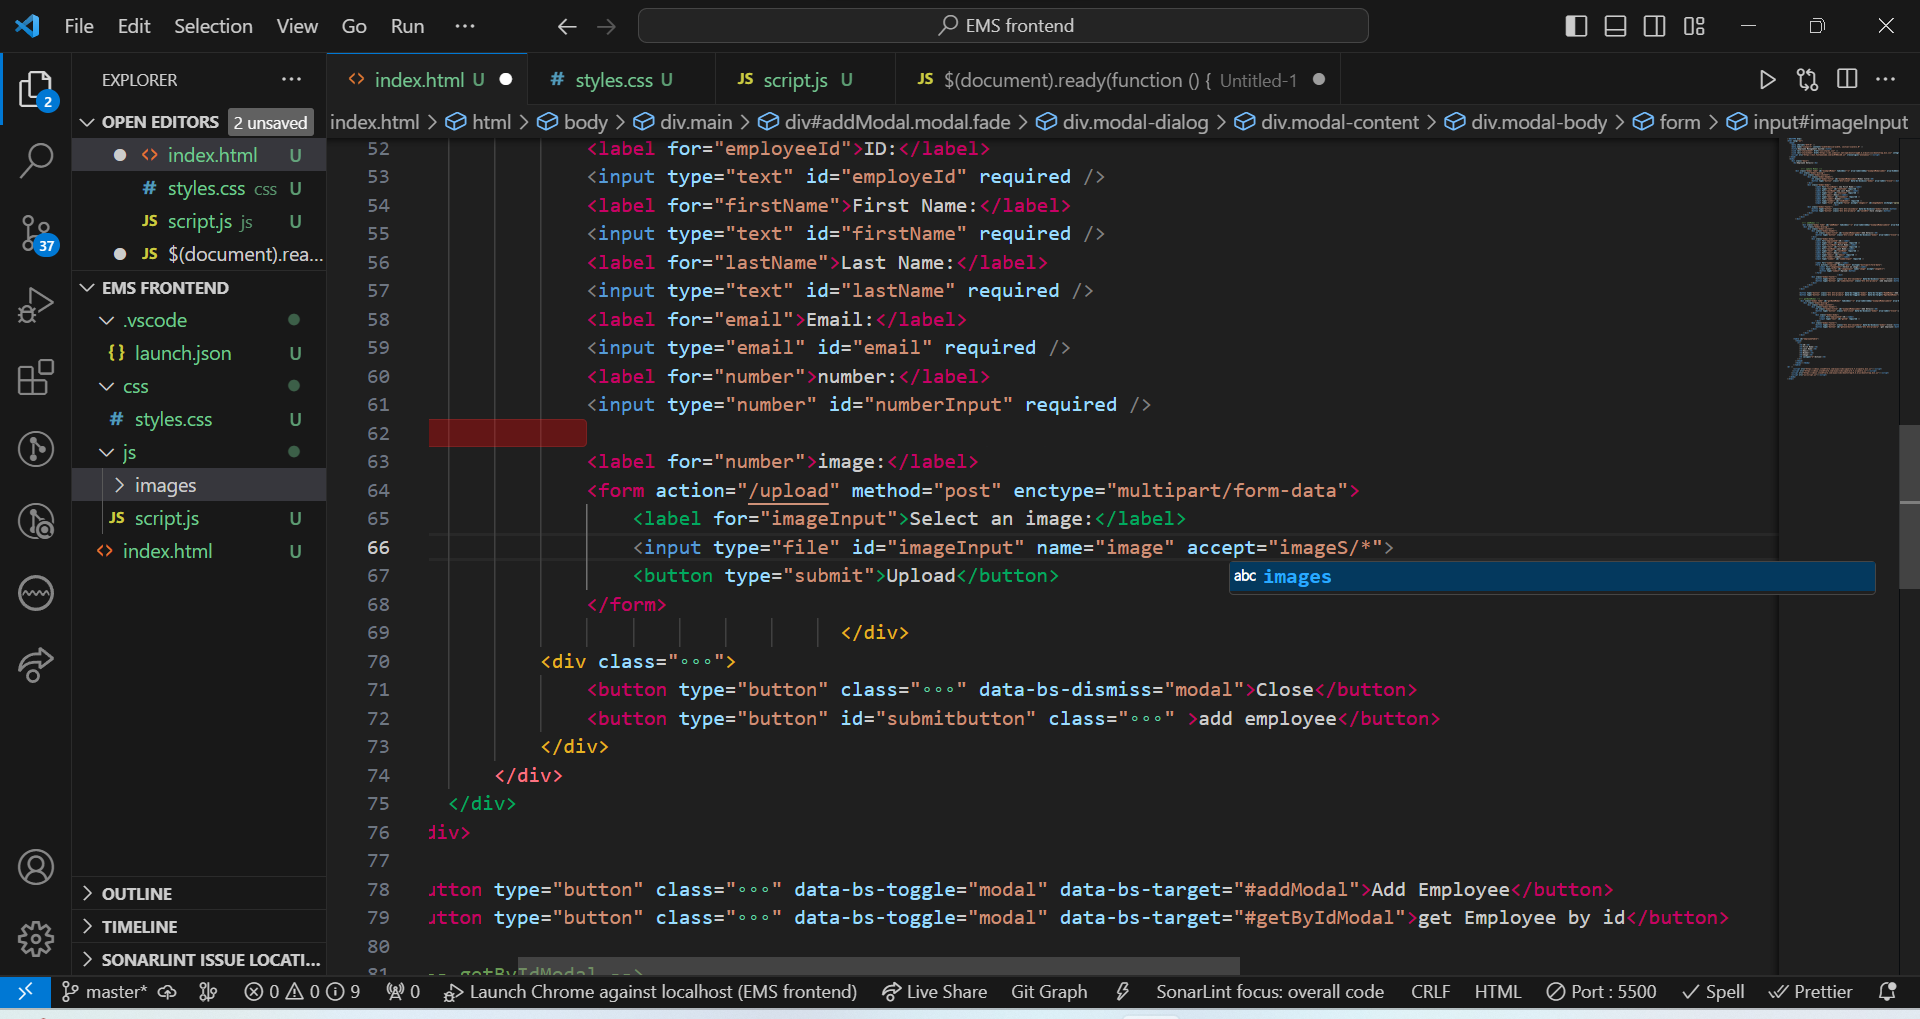 File Edit Selection View Go Run ···
EMS frontend
EXPLORER
OPEN EDITORS 2 unsaved
index.html U
# styles.css css U
JS script.js js U
JS $(document).rea...
EMS FRONTEND
.vscode
{} launch.json U
css
# styles.css U
js
images
JS script.js U
<> index.html U
OUTLINE
TIMELINE
SONARLINT ISSUE LOCATI...
2
37
<> index.html U
# styles.css U
JS script.js U
JS $(document).ready(function () { Untitled-1
index.html > html > body > div.main > div#addModal.modal.fade > div.modal-dialog > div.modal-content > div.modal-body > form > input#imageInput
52 <label for="employeeId">ID:</label>
53 <input type="text" id="employeId" required />
54 <label for="firstName">First Name:</label>
55 <input type="text" id="firstName" required />
56 <label for="lastName">Last Name:</label>
57 <input type="text" id="lastName" required />
58 <label for="email">Email:</label>
59 <input type="email" id="email" required />
60 <label for="number">number:</label>
61 <input type="number" id="numberInput" required />
62
63 <label for="number">image:</label>
64 <form action="/upload" method="post" enctype="multipart/form-data">
65 <label for="imageInput">Select an image:</label>
66 <input type="file" id="imageInput" name="image" accept="imageS/*">
67 <button type="submit">Upload</button>
abc images
68 </form>
69 </div>
70 <div class="∘∘∘">
71 <button type="button" class="∘∘∘" data-bs-dismiss="modal">Close</button>
72 <button type="button" id="submitbutton" class="∘∘∘" >add employee</button>
73 </div>
74 </div>
75 </div>
76 div>
77
78 utton type="button" class="∘∘∘" data-bs-toggle="modal" data-bs-target="#addModal">Add Employee</button>
79 utton type="button" class="∘∘∘" data-bs-toggle="modal" data-bs-target="#getByIdModal">get Employee by id</button>
80
81 -- getByIdModal -->
master* 0 0 9 0 Launch Chrome against localhost (EMS frontend) Live Share Git Graph SonarLint focus: overall code CRLF HTML Port : 5500 Spell Prettier